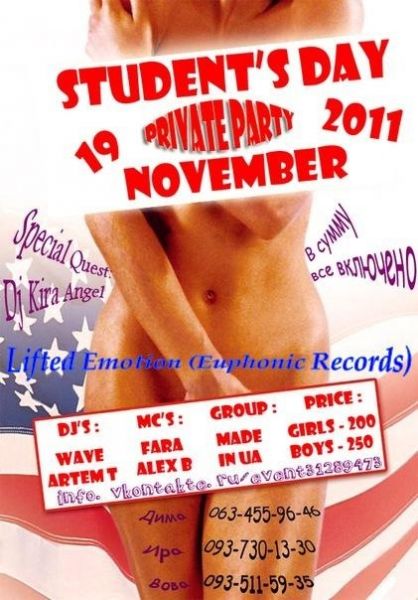 STUDENT'S DAY
19 PRIVATE PARTY 2011
NOVEMBER
Special Quest:
Dj Kira Angel
В сумму
все включено
Lifted Emotion (Euphonic Records)
DJ'S :
WAVE
ARTEM T
MC'S :
FARA
ALEX B
GROUP :
MADE
IN UA
PRICE :
GIRLS - 200
BOYS - 250
info. vkontakte.ru/event31289473
Дима 063-455-96-46
Ира 093-730-13-30
Вова 093-511-59-35